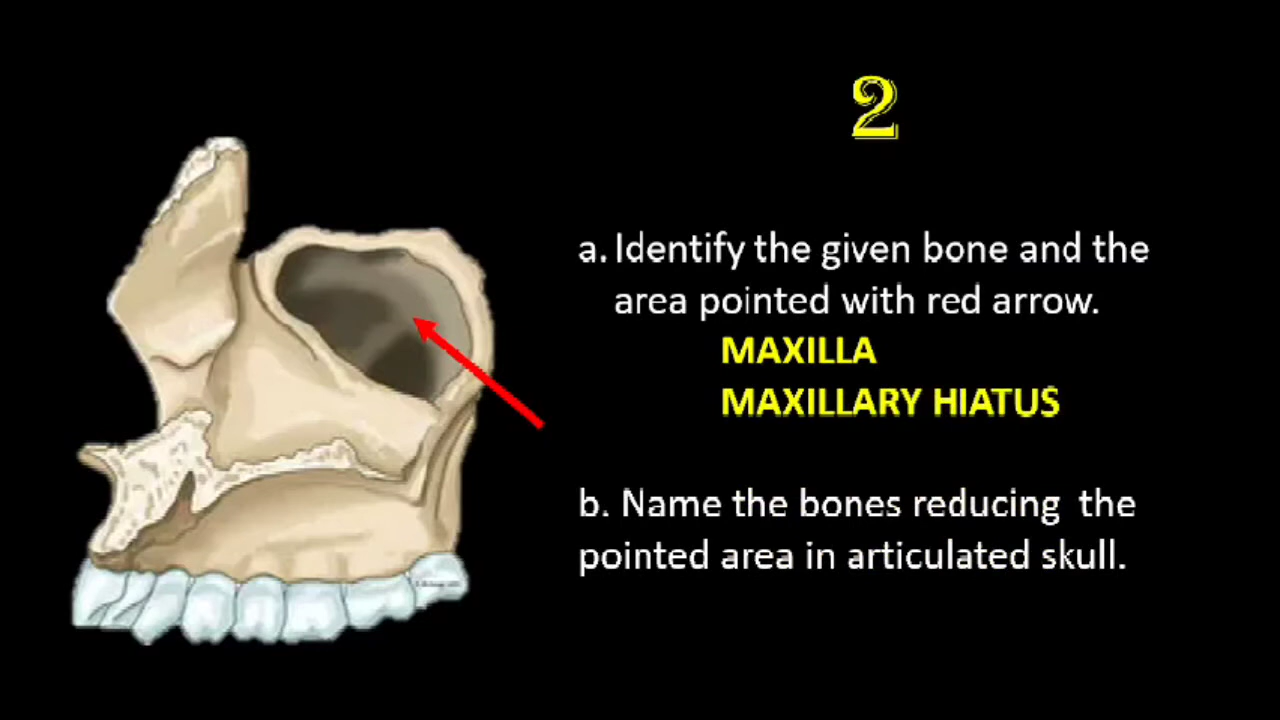 2
a. Identify the given bone and the
area pointed with red arrow.
MAXILLA
MAXILLARY HIATUS
b. Name the bones reducing the
pointed area in articulated skull.